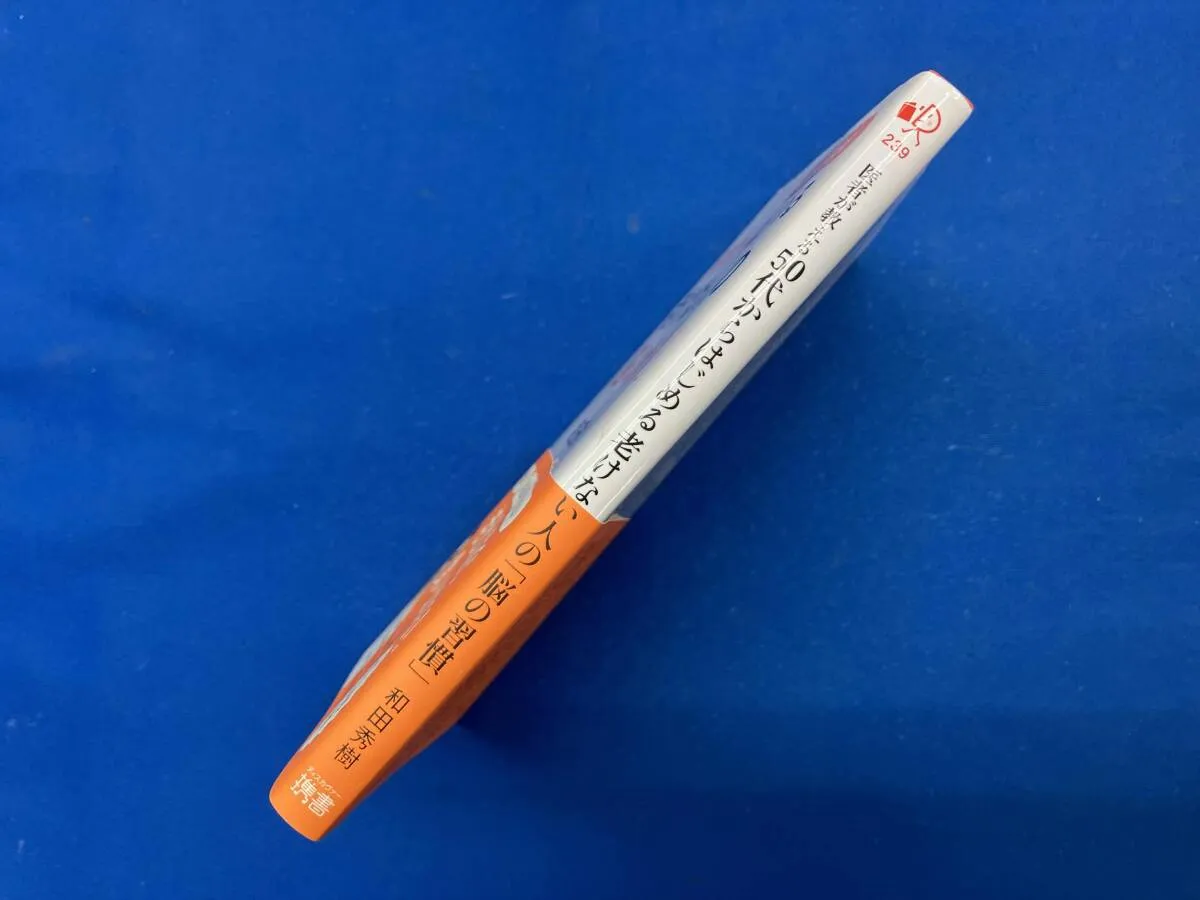 239
医者が教える
50代からはじめる老けない人の「脳の習慣」
和田秀樹
ディスカヴァー
携書